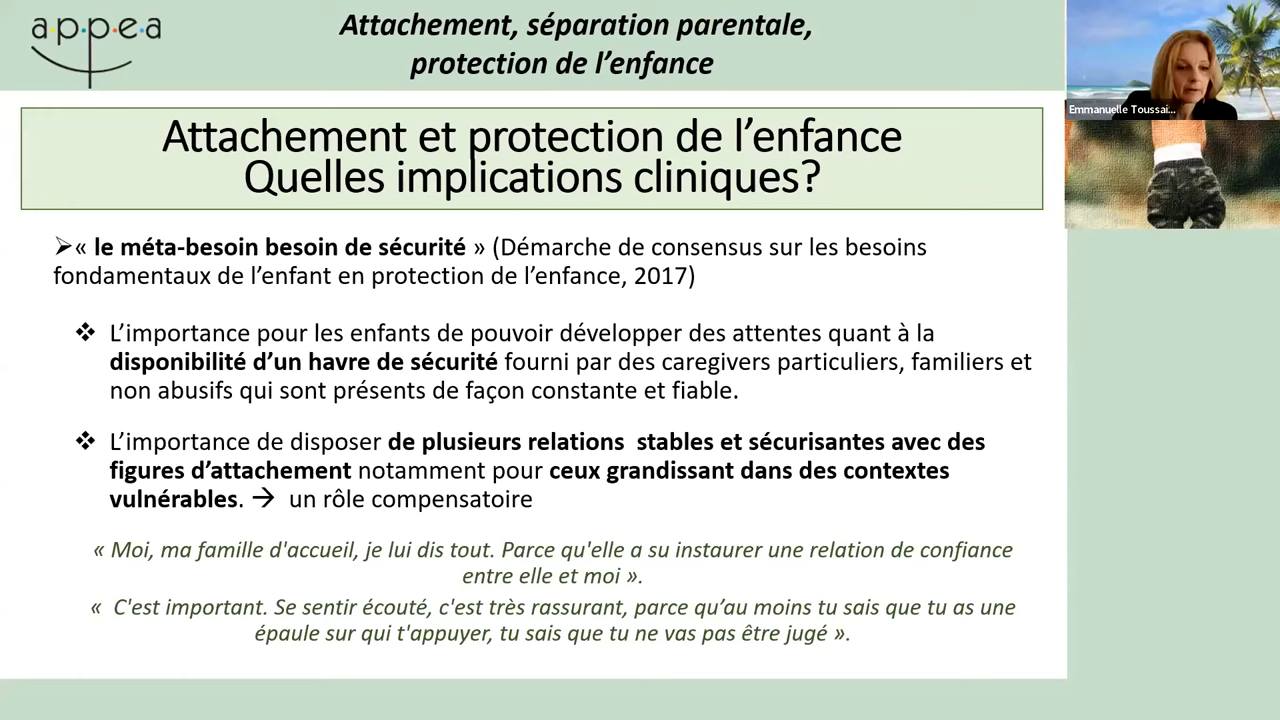 a·p·p·e·a
Attachement, séparation parentale,
protection de l’enfance
Emmanuelle Toussai...
Attachement et protection de l’enfance
Quelles implications cliniques?
➢« le méta-besoin besoin de sécurité » (Démarche de consensus sur les besoins
fondamentaux de l’enfant en protection de l’enfance, 2017)
❖ L’importance pour les enfants de pouvoir développer des attentes quant à la
disponibilité d’un havre de sécurité fourni par des caregivers particuliers, familiers et
non abusifs qui sont présents de façon constante et fiable.
❖ L’importance de disposer de plusieurs relations stables et sécurisantes avec des
figures d’attachement notamment pour ceux grandissant dans des contextes
vulnérables. → un rôle compensatoire
« Moi, ma famille d'accueil, je lui dis tout. Parce qu'elle a su instaurer une relation de confiance
entre elle et moi ».
« C'est important. Se sentir écouté, c'est très rassurant, parce qu’au moins tu sais que tu as une
épaule sur qui t'appuyer, tu sais que tu ne vas pas être jugé ».